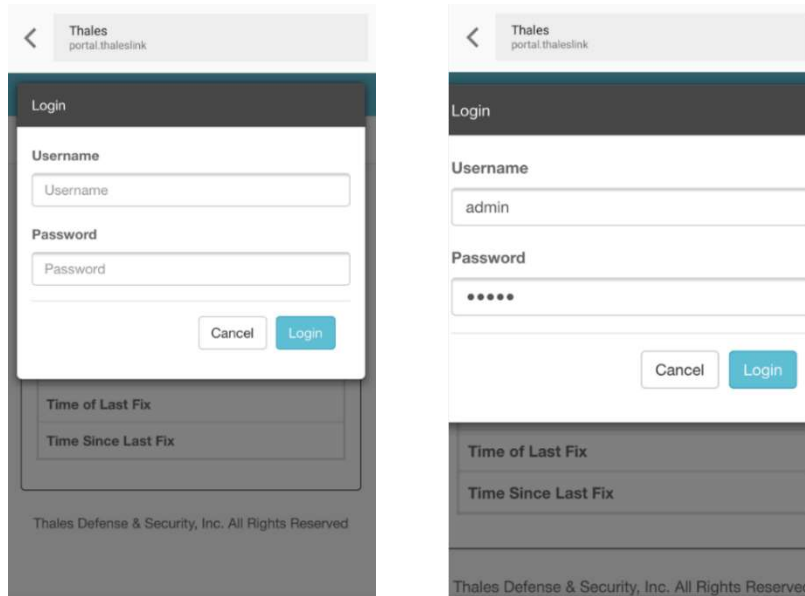 Thales
portal.thaleslink
Login
Username
Username
Password
Password
Cancel
Login
Time of Last Fix
Time Since Last Fix
Thales Defense & Security, Inc. All Rights Reserved
Thales
portal.thaleslink
Login
Username
admin
Password
•••••
Cancel
Login
Time of Last Fix
Time Since Last Fix
Thales Defense & Security, Inc. All Rights Reserved